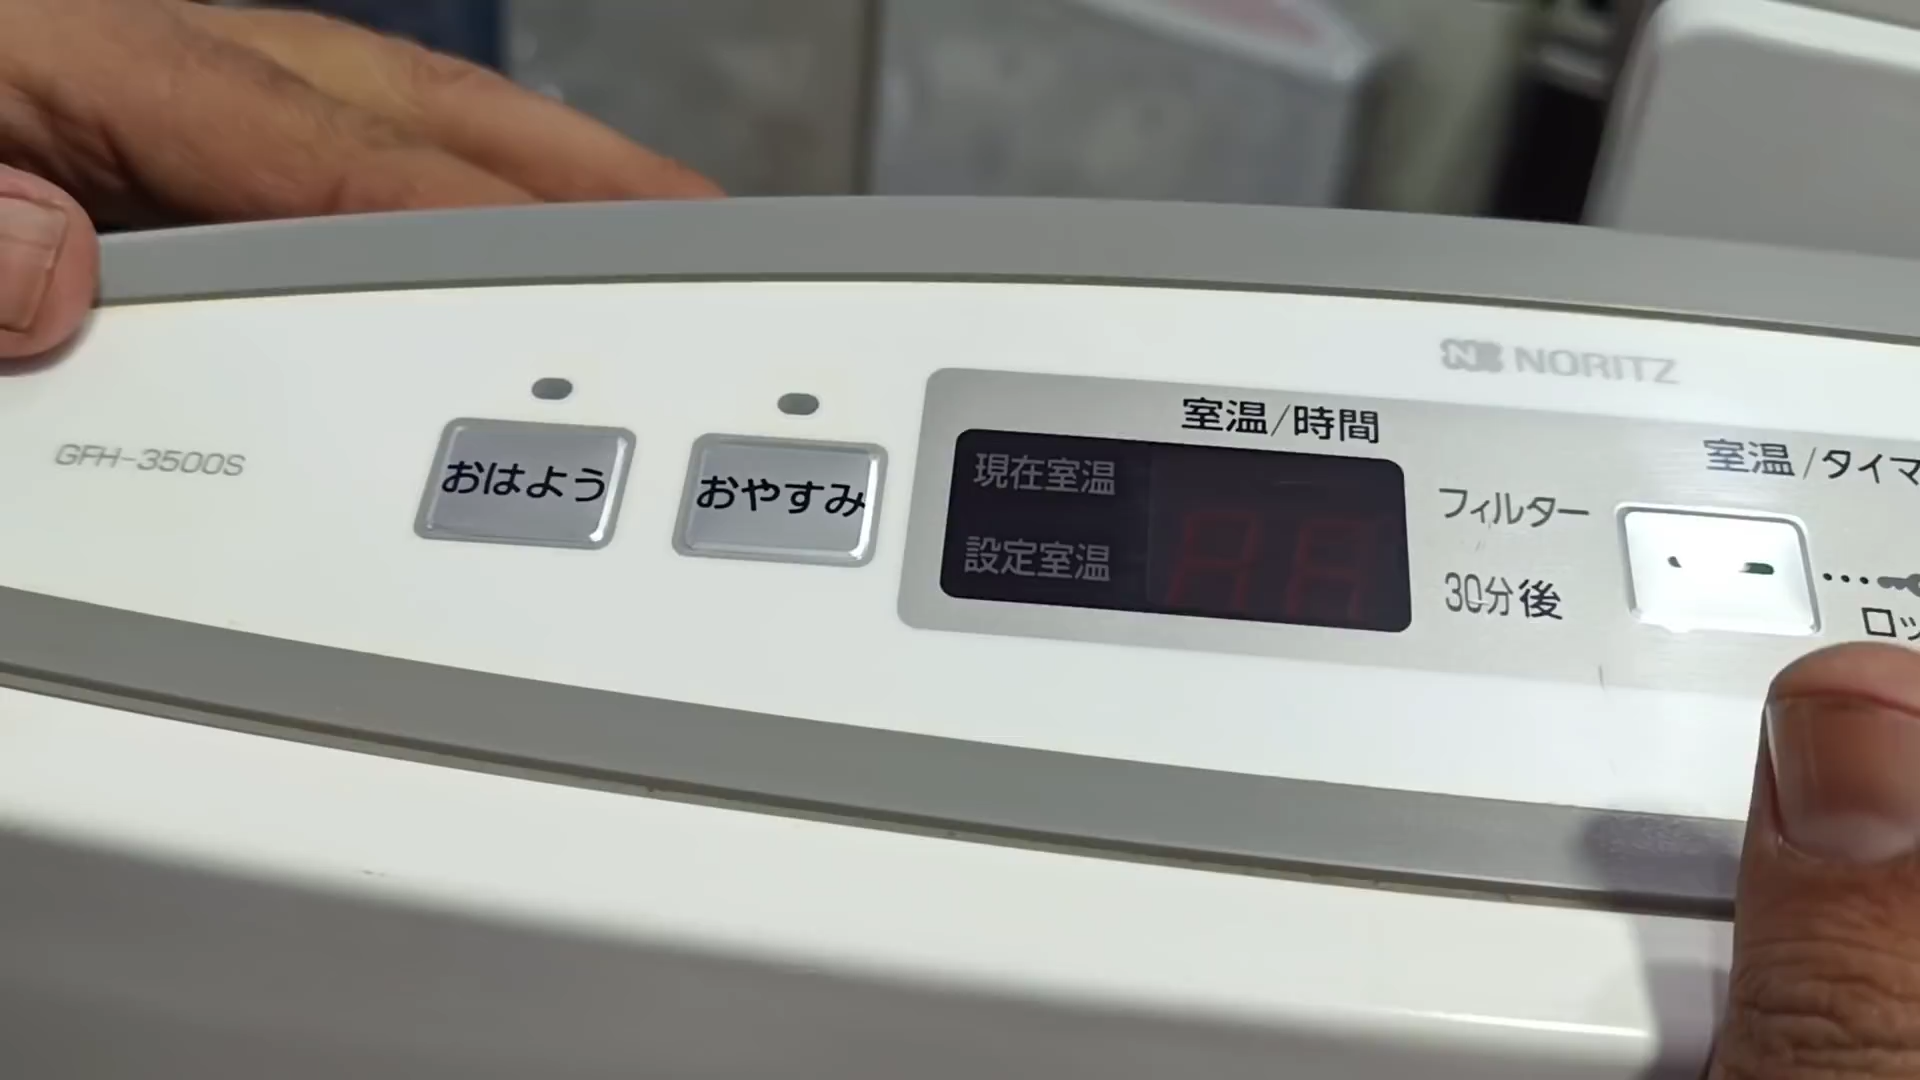 NORITZ
GFH-3500S
おはよう
おやすみ
室温/時間
現在室温
設定室温
フィルター
30分後
室温/タイマ
ロッ